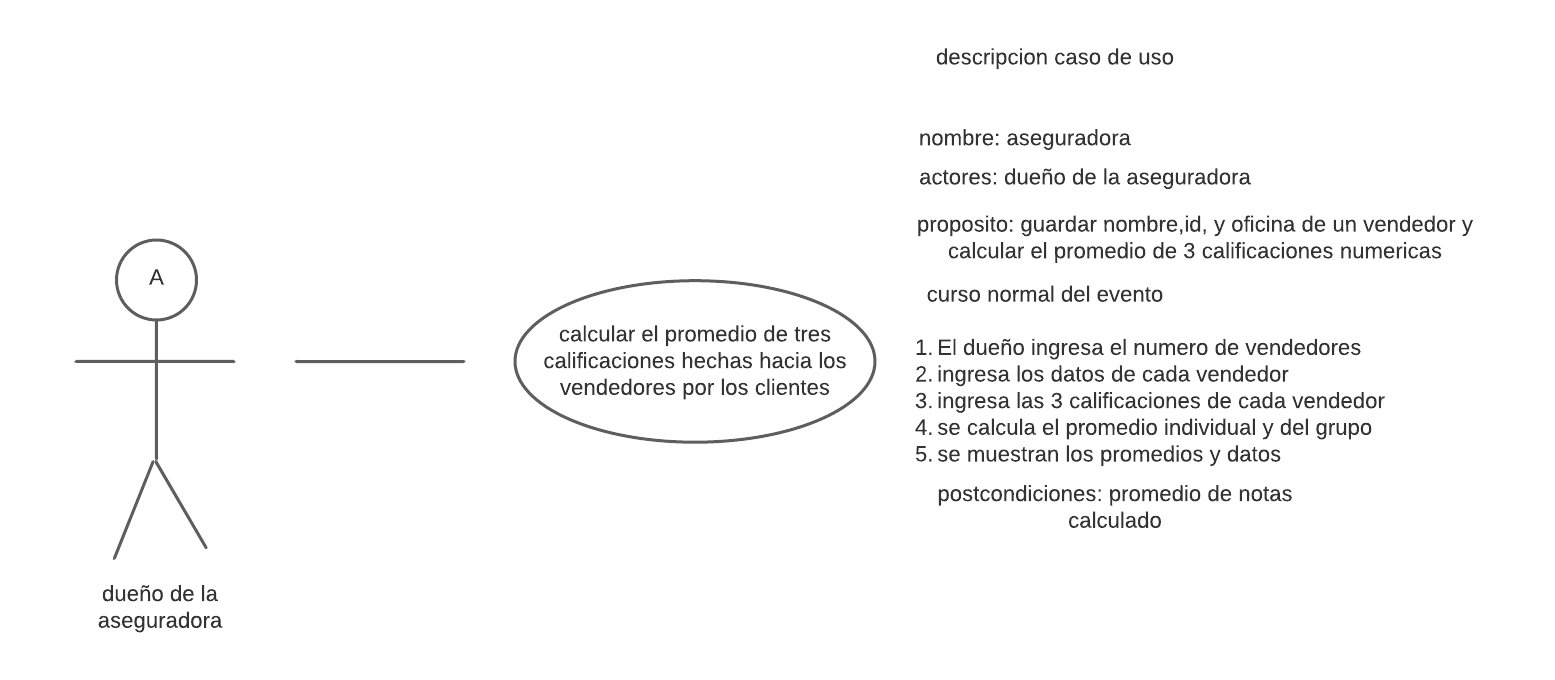 A
dueño de la
aseguradora
calcular el promedio de tres
calificaciones hechas hacia los
vendedores por los clientes
descripcion caso de uso
nombre: aseguradora
actores: dueño de la aseguradora
proposito: guardar nombre,id, y oficina de un vendedor y
calcular el promedio de 3 calificaciones numericas
curso normal del evento
1. El dueño ingresa el numero de vendedores
2. ingresa los datos de cada vendedor
3. ingresa las 3 calificaciones de cada vendedor
4. se calcula el promedio individual y del grupo
5. se muestran los promedios y datos
postcondiciones: promedio de notas
calculado